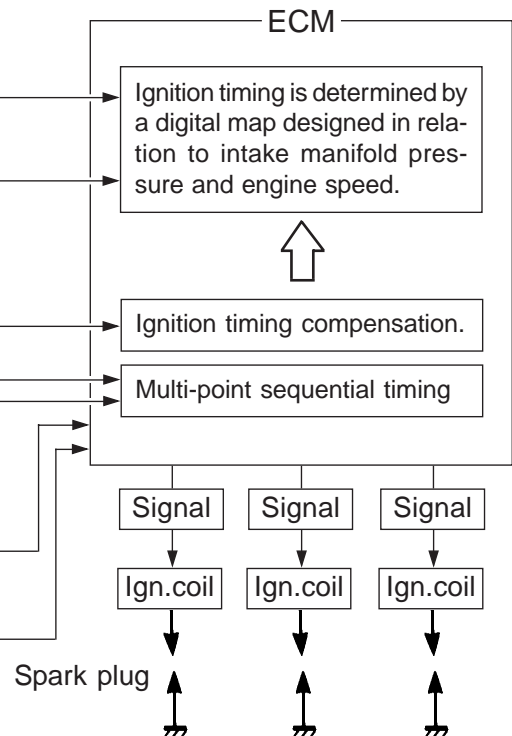 ECM
Ignition timing is determined by
a digital map designed in rela-
tion to intake manifold pres-
sure and engine speed.
Ignition timing compensation.
Multi-point sequential timing
Signal
Signal
Signal
Ign.coil
Ign.coil
Ign.coil
Spark plug